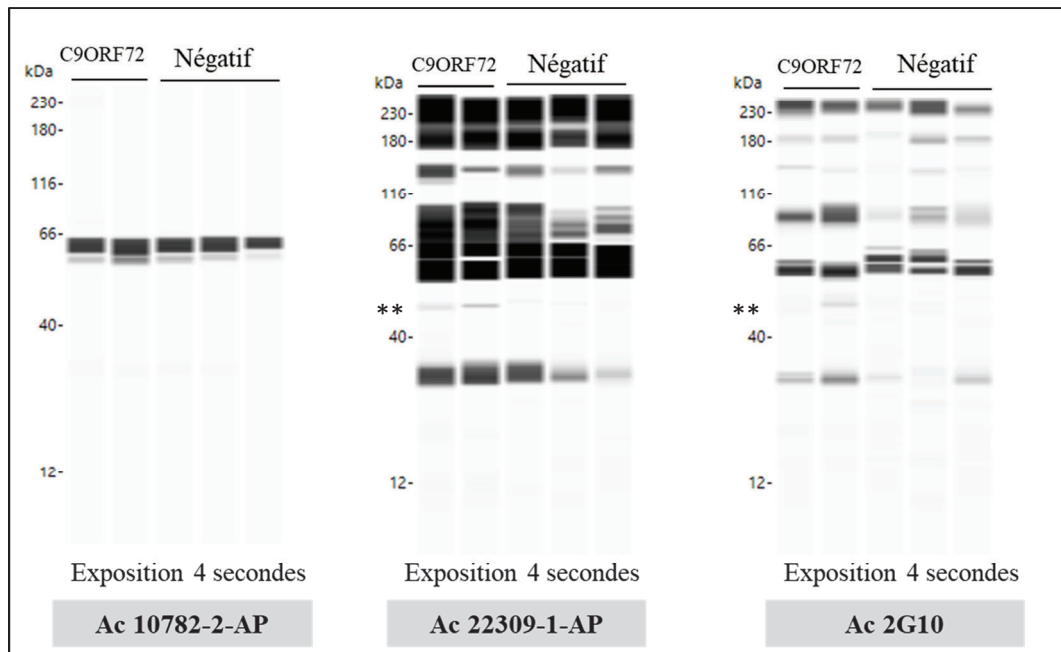 C9ORF72 Négatif
kDa
230-
180-
116-
66-
40-
12-
Exposition 4 secondes
Ac 10782-2-AP
C9ORF72 Négatif
kDa
230-
180-
116-
66-
**
40-
12-
Exposition 4 secondes
Ac 22309-1-AP
C9ORF72 Négatif
kDa
230-
180-
116-
66-
**
40-
12-
Exposition 4 secondes
Ac 2G10